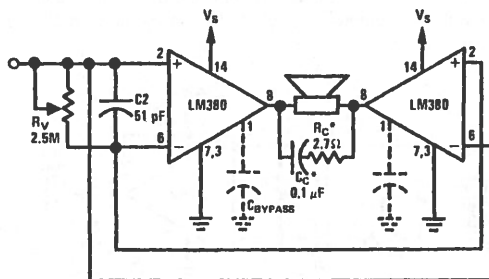 Vs
Vs
2
14
14
2
C2
51 pF
LM380
8
8
LM380
RV
2.5M
1
RC*
2.7Ω
1
6
6
7,3
CC*
0.1 µF
7,3
CBYPASS
+
−
+
−